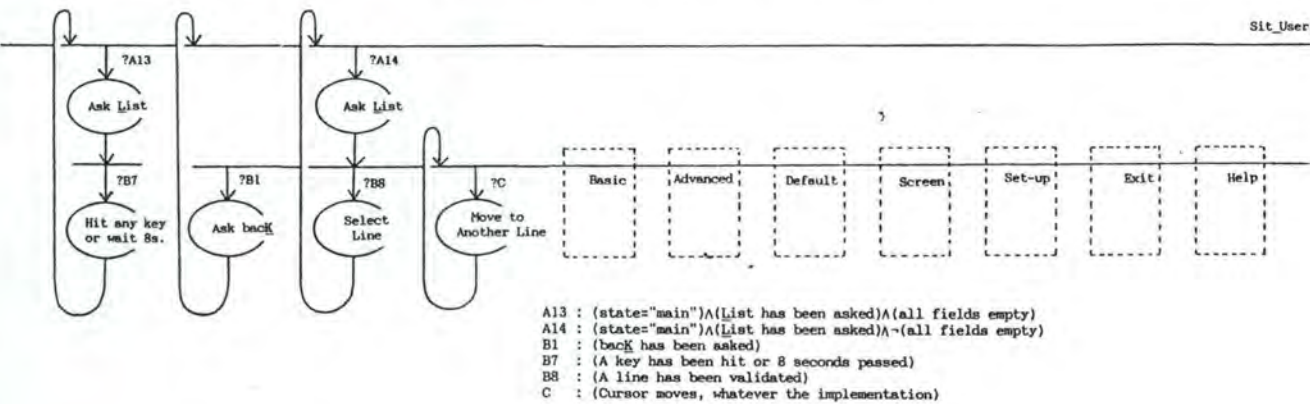 Sit_User
?A13
?A14
Ask List
Ask List
?B7
?B1
?B8
?C
Basic
Advanced
Default
Screen
Set-up
Exit
Help
Hit any key
or wait 8s.
Ask bacK
Select
Line
Move to
Another Line
A13 : (state="main")∧(List has been asked)∧(all fields empty)
A14 : (state="main")∧(List has been asked)∧¬(all fields empty)
B1 : (bacK has been asked)
B7 : (A key has been hit or 8 seconds passed)
B8 : (A line has been validated)
C : (Cursor moves, whatever the implementation)